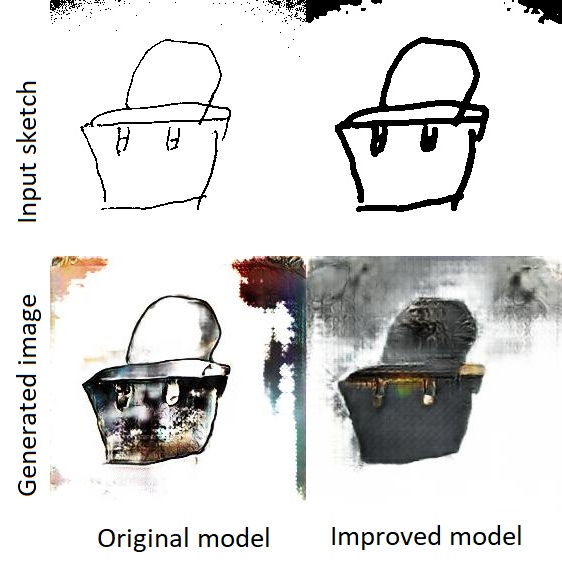 Input sketch
Generated image
Original model
Improved model